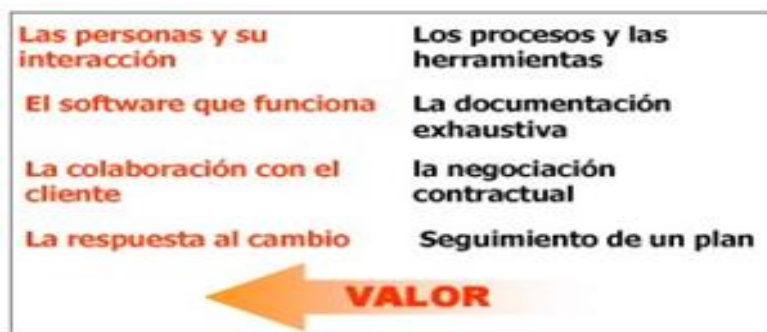 Las personas y su
interacción
Los procesos y las
herramientas
El software que funciona
La documentación
exhaustiva
La colaboración con el
cliente
la negociación
contractual
La respuesta al cambio
Seguimiento de un plan
VALOR